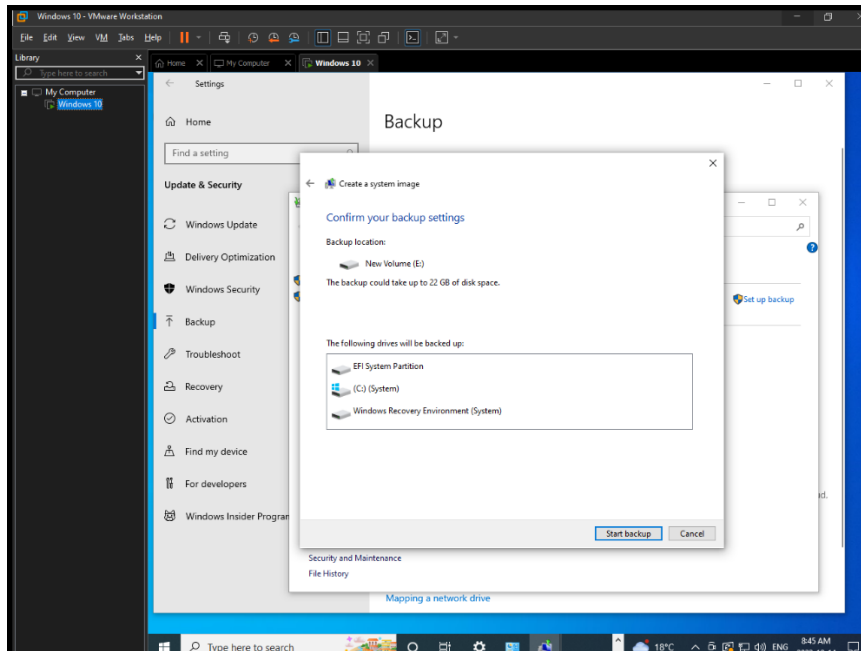 Windows 10 - VMware Workstation
File Edit View VM Tabs Help
Library
Type here to search
My Computer
Windows 10
Home My Computer Windows 10
Settings
Home
Find a setting
Update & Security
Windows Update
Delivery Optimization
Windows Security
Backup
Troubleshoot
Recovery
Activation
Find my device
For developers
Windows Insider Program
Backup
Create a system image
Confirm your backup settings
Backup location:
New Volume (E:)
The backup could take up to 22 GB of disk space.
The following drives will be backed up:
EFI System Partition
(C:) (System)
Windows Recovery Environment (System)
Start backup Cancel
Set up backup
Security and Maintenance
File History
Mapping a network drive
Type here to search
18°C ENG 8:45 AM